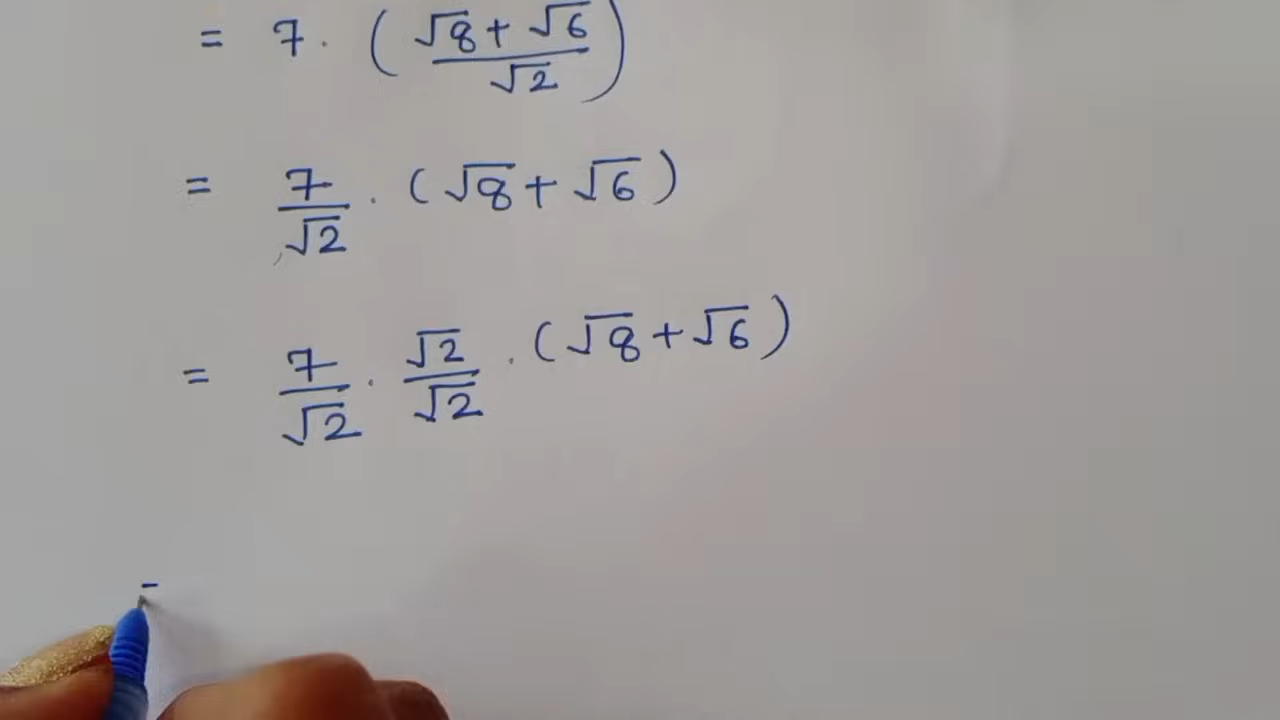 = 7 · ( (√8 + √6) / √2 )
= 7/√2 · (√8 + √6)
= 7/√2 · √2/√2 · (√8 + √6)
-